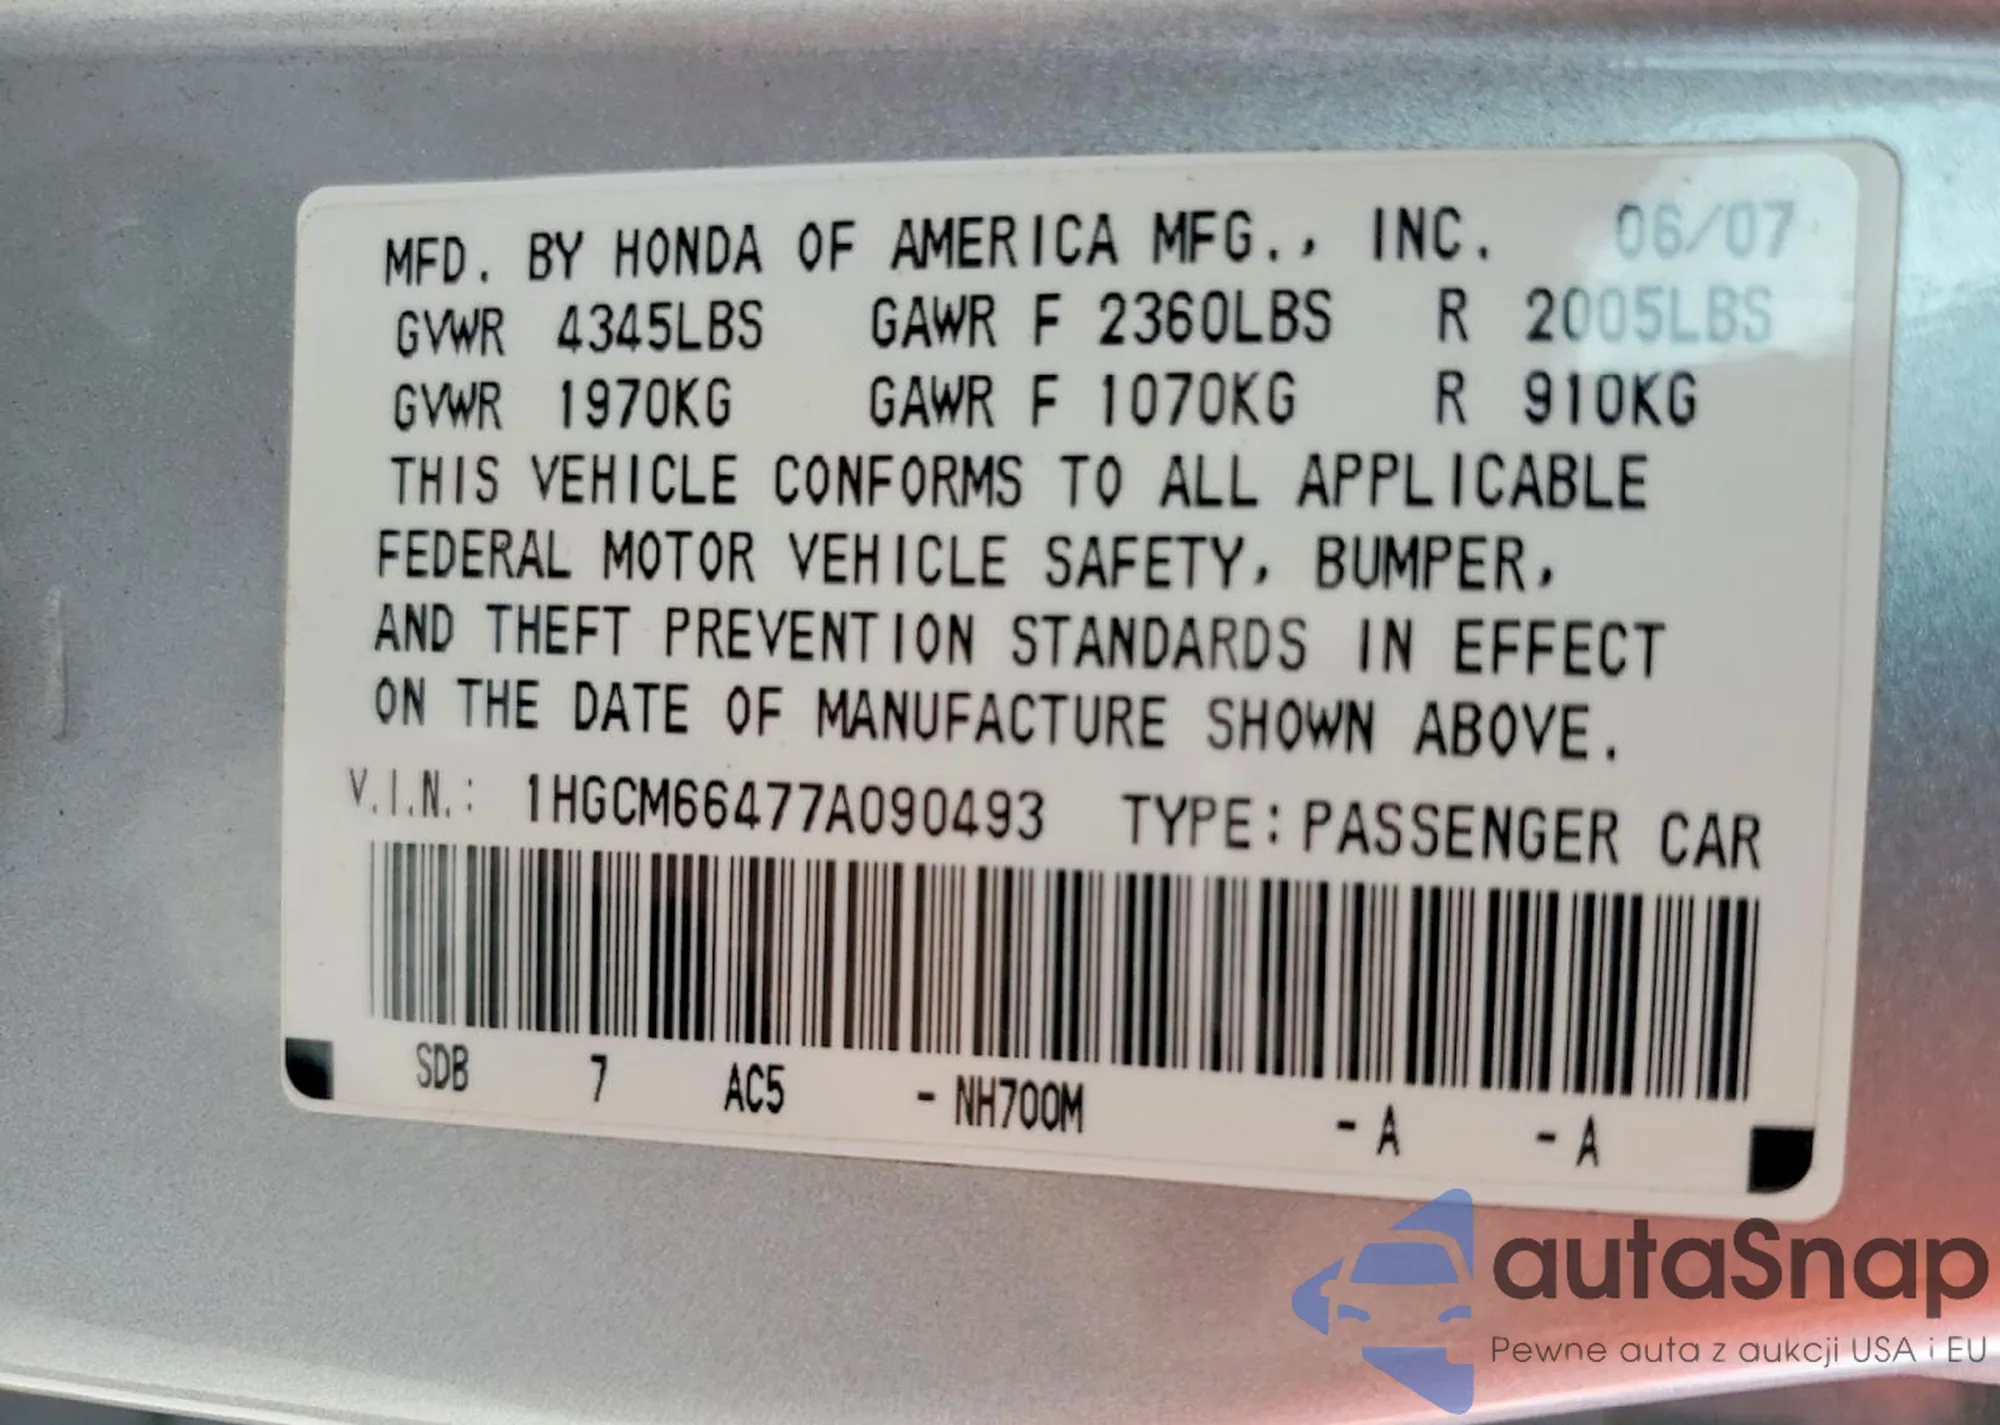 MFD. BY HONDA OF AMERICA MFG., INC. 06/07
GVWR 4345LBS GAWR F 2360LBS R 2005LBS
GVWR 1970KG GAWR F 1070KG R 910KG
THIS VEHICLE CONFORMS TO ALL APPLICABLE
FEDERAL MOTOR VEHICLE SAFETY, BUMPER,
AND THEFT PREVENTION STANDARDS IN EFFECT
ON THE DATE OF MANUFACTURE SHOWN ABOVE.
V.I.N.: 1HGCM66477A090493 TYPE: PASSENGER CAR
SDB 7 AC5 - NH700M - A - A
autaSnap
Pewne auta z aukcji USA i EU